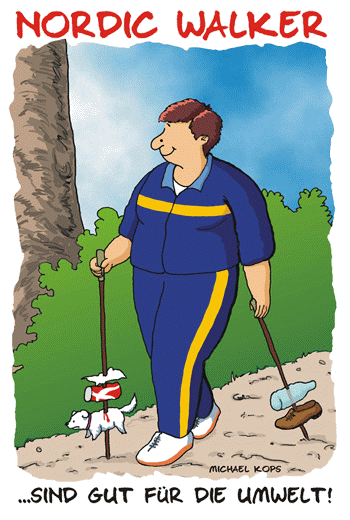 NORDIC WALKER
MICHAEL KOPS
...SIND GUT FÜR DIE UMWELT!